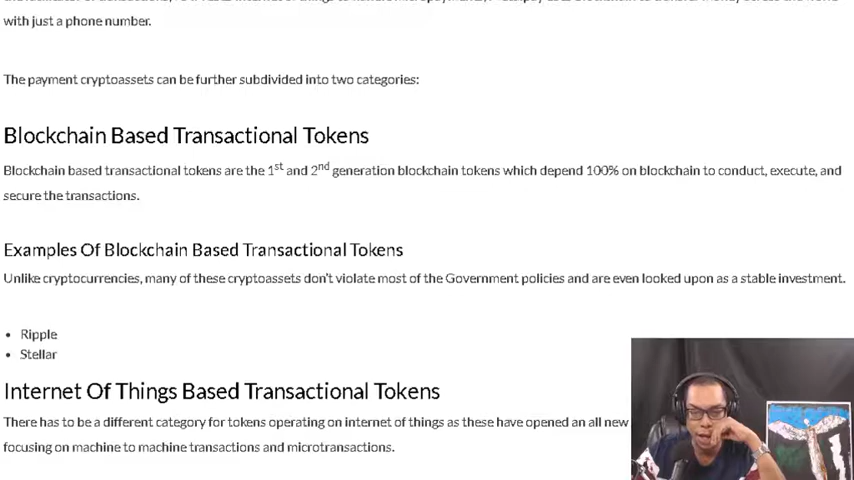 with just a phone number.
The payment cryptoassets can be further subdivided into two categories:
Blockchain Based Transactional Tokens
Blockchain based transactional tokens are the 1st and 2nd generation blockchain tokens which depend 100% on blockchain to conduct, execute, and
secure the transactions.
Examples Of Blockchain Based Transactional Tokens
Unlike cryptocurrencies, many of these cryptoassets don't violate most of the Government policies and are even looked upon as a stable investment.
• Ripple
• Stellar
Internet Of Things Based Transactional Tokens
There has to be a different category for tokens operating on internet of things as these have opened an all new
focusing on machine to machine transactions and microtransactions.